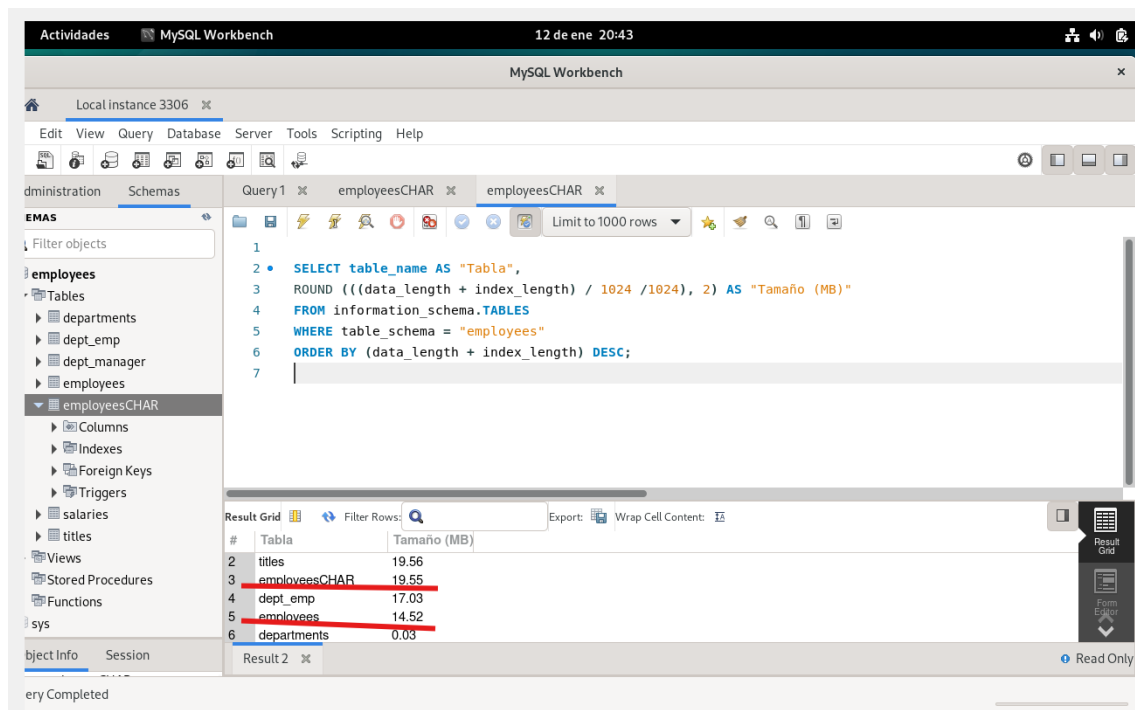 Actividades MySQL Workbench 12 de ene 20:43
MySQL Workbench
Local instance 3306
Edit View Query Database Server Tools Scripting Help
dministration Schemas
Query 1 employeesCHAR employeesCHAR
EMAS
Limit to 1000 rows
Filter objects
employees
Tables
departments
dept_emp
dept_manager
employees
employeesCHAR
Columns
Indexes
Foreign Keys
Triggers
salaries
titles
Views
Stored Procedures
Functions
sys
1
2 SELECT table_name AS "Tabla",
3 ROUND (((data_length + index_length) / 1024 /1024), 2) AS "Tamaño (MB)"
4 FROM information_schema.TABLES
5 WHERE table_schema = "employees"
6 ORDER BY (data_length + index_length) DESC;
7
Result Grid Filter Rows: Export: Wrap Cell Content:
# Tabla Tamaño (MB)
2 titles 19.56
3 employeesCHAR 19.55
4 dept_emp 17.03
5 employees 14.52
6 departments 0.03
Result
Grid
Form
Editor
bject Info Session
Result 2 Read Only
ery Completed